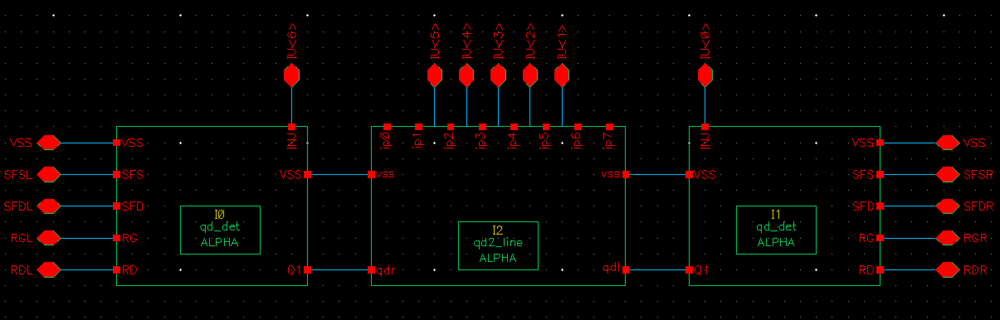 IU<6>
IU<5>
IU<4>
IU<3>
IU<2>
IU<1>
IU<0>
VSS
SFSL
SFDL
RGL
RDL
VSS
SFS
SFD
RG
RD
INJ
VSS
Q1
I0
qd_det
ALPHA
ip0
ip1
ip2
ip3
ip4
ip5
ip6
ip7
vss
qdr
vss
qdl
I2
qd2_line
ALPHA
INJ
VSS
Q1
I1
qd_det
ALPHA
VSS
SFS
SFD
RG
RD
VSS
SFSR
SFDR
RGR
RDR